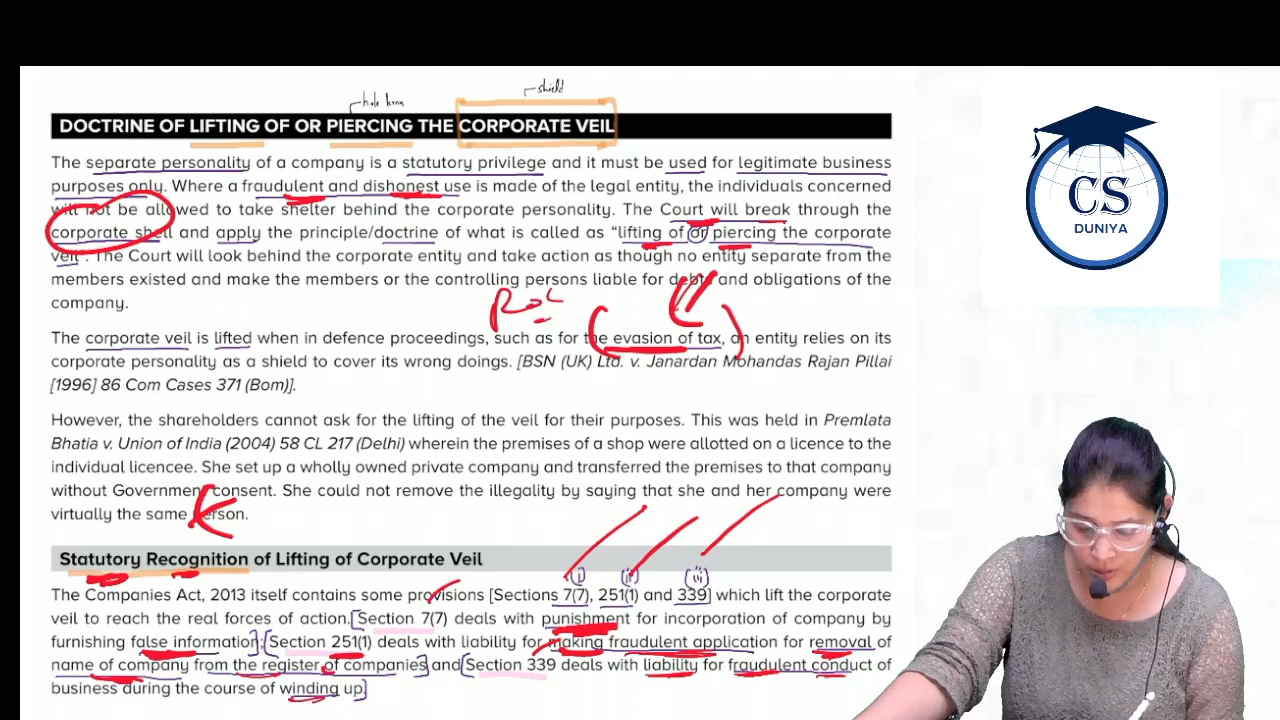 hole krna
shield
DOCTRINE OF LIFTING OF OR PIERCING THE CORPORATE VEIL
The separate personality of a company is a statutory privilege and it must be used for legitimate business
purposes only. Where a fraudulent and dishonest use is made of the legal entity, the individuals concerned
will not be allowed to take shelter behind the corporate personality. The Court will break through the
corporate shell and apply the principle/doctrine of what is called as “lifting of or piercing the corporate
veil”. The Court will look behind the corporate entity and take action as though no entity separate from the
members existed and make the members or the controlling persons liable for debts and obligations of the
company.
ROC
The corporate veil is lifted when in defence proceedings, such as for the evasion of tax, an entity relies on its
corporate personality as a shield to cover its wrong doings. [BSN (UK) Ltd. v. Janardan Mohandas Rajan Pillai
[1996] 86 Com Cases 371 (Bom)].
However, the shareholders cannot ask for the lifting of the veil for their purposes. This was held in Premlata
Bhatia v. Union of India (2004) 58 CL 217 (Delhi) wherein the premises of a shop were allotted on a licence to the
individual licencee. She set up a wholly owned private company and transferred the premises to that company
without Government consent. She could not remove the illegality by saying that she and her company were
virtually the same person.
Statutory Recognition of Lifting of Corporate Veil
(i) (ii) (iii)
The Companies Act, 2013 itself contains some provisions [Sections 7(7), 251(1) and 339] which lift the corporate
veil to reach the real forces of action. Section 7(7) deals with punishment for incorporation of company by
furnishing false information; Section 251(1) deals with liability for making fraudulent application for removal of
name of company from the register of companies and Section 339 deals with liability for fraudulent conduct of
business during the course of winding up
CS
DUNIYA